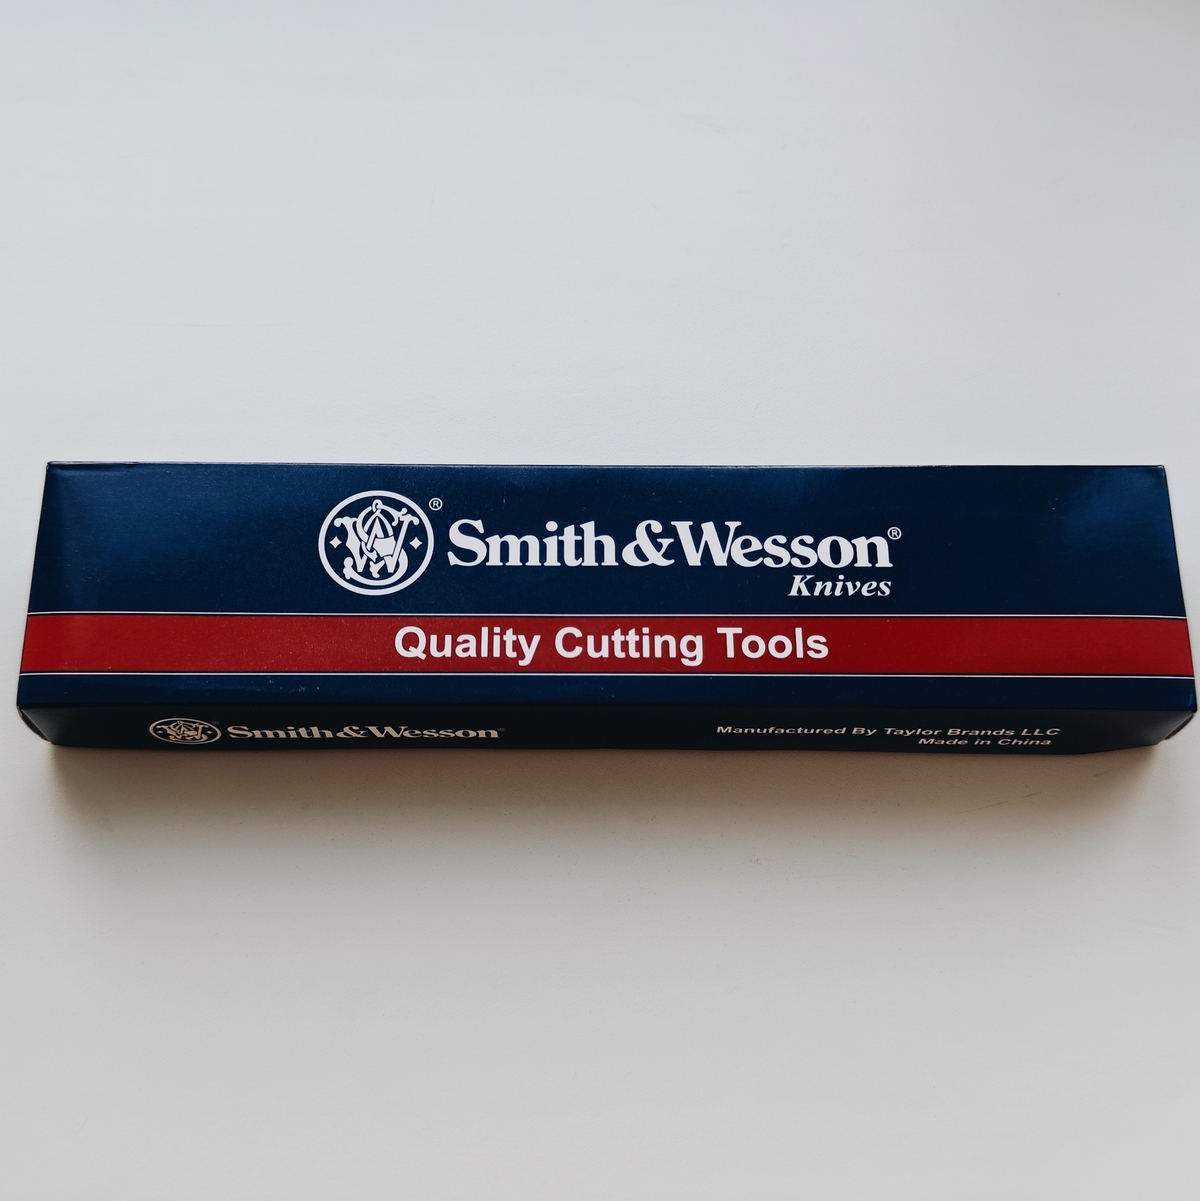 Smith&Wesson®
Knives
Quality Cutting Tools
Smith&Wesson
Manufactured By Taylor Brands LLC
Made in China